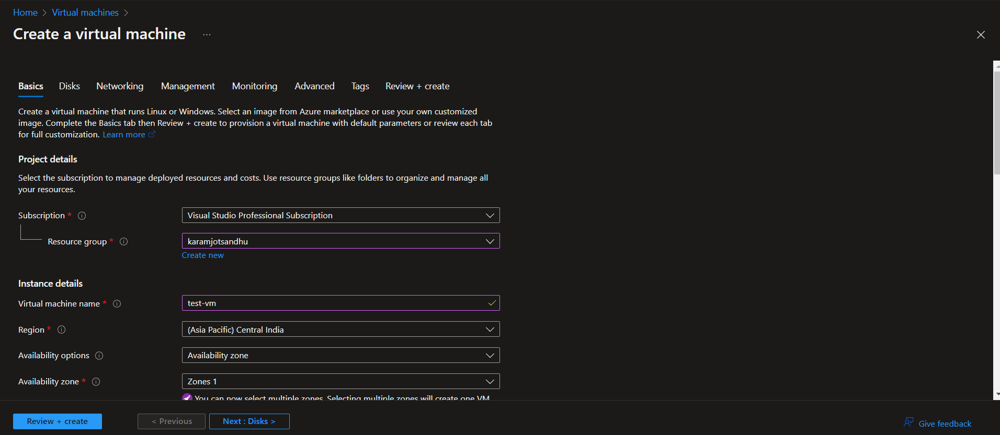 Home > Virtual machines >
Create a virtual machine ...
Basics Disks Networking Management Monitoring Advanced Tags Review + create
Create a virtual machine that runs Linux or Windows. Select an image from Azure marketplace or use your own customized
image. Complete the Basics tab then Review + create to provision a virtual machine with default parameters or review each tab
for full customization. Learn more
Project details
Select the subscription to manage deployed resources and costs. Use resource groups like folders to organize and manage all
your resources.
Subscription * Visual Studio Professional Subscription
Resource group * karamjotsandhu
Create new
Instance details
Virtual machine name * test-vm
Region * (Asia Pacific) Central India
Availability options Availability zone
Availability zone * Zones 1
You can now select multiple zones. Selecting multiple zones will create one VM
Review + create < Previous Next : Disks > Give feedback